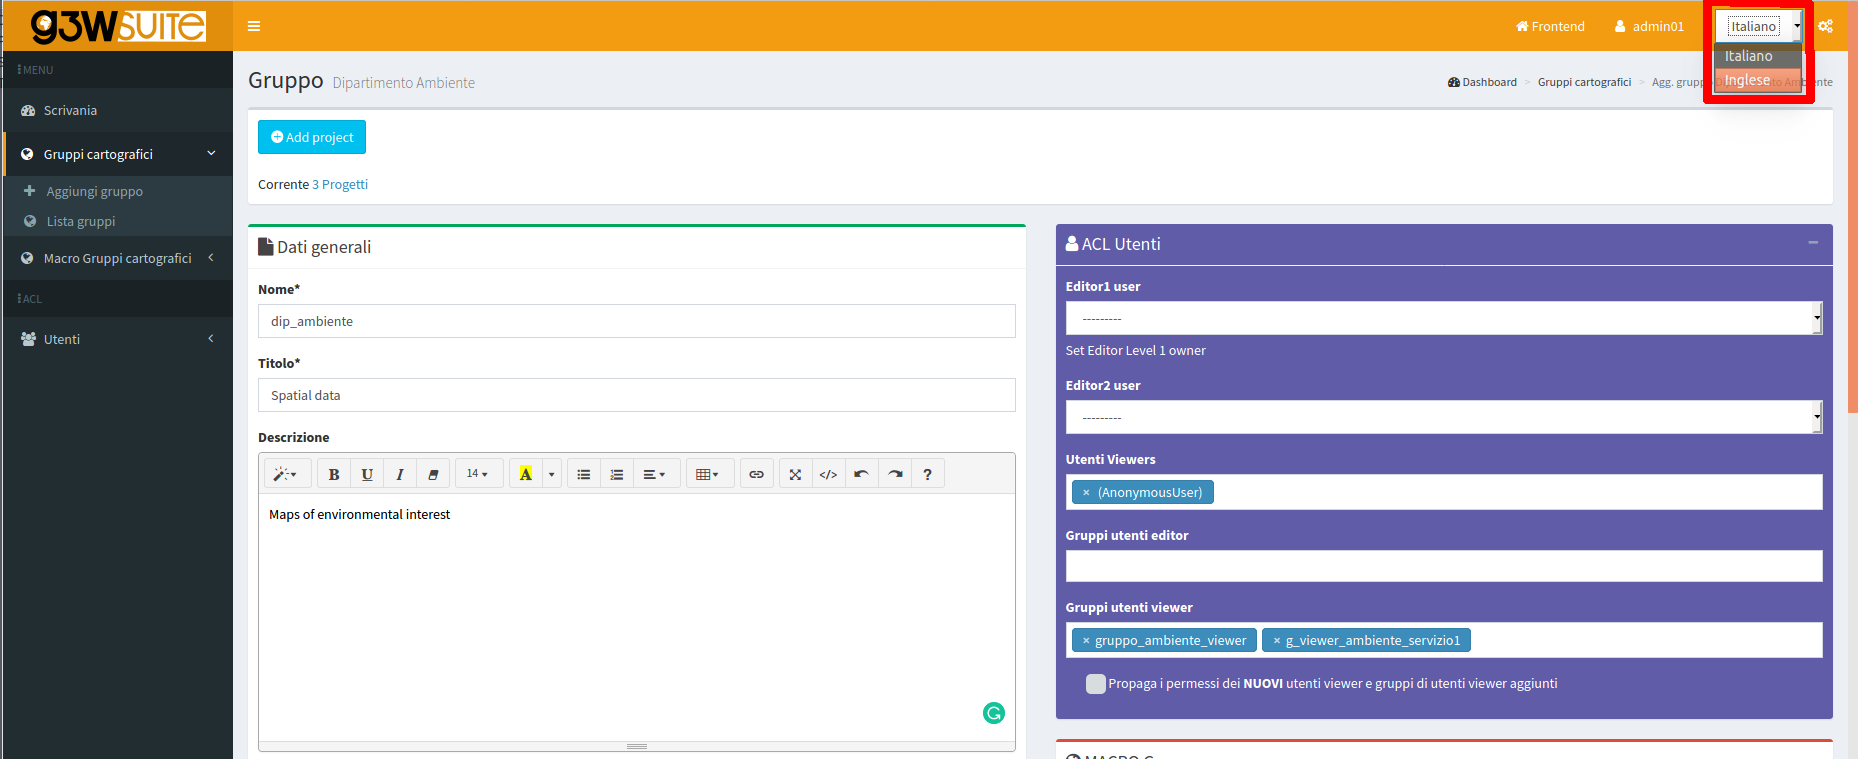 g3wSUITE
Frontend
admin01
Italiano
Italiano
Inglese
MENU
Scrivania
Gruppi cartografici
Aggiungi gruppo
Lista gruppi
Macro Gruppi cartografici
ACL
Utenti
Gruppo Dipartimento Ambiente
Dashboard > Gruppi cartografici > Agg. grupp
Ambiente
Add project
Corrente 3 Progetti
Dati generali
Nome*
dip_ambiente
Titolo*
Spatial data
Descrizione
B U I 14 A </> ?
Maps of environmental interest
ACL Utenti
Editor1 user
---------
Set Editor Level 1 owner
Editor2 user
---------
Utenti Viewers
× (AnonymousUser)
Gruppi utenti editor
Gruppi utenti viewer
× gruppo_ambiente_viewer × g_viewer_ambiente_servizio1
Propaga i permessi dei NUOVI utenti viewer e gruppi di utenti viewer aggiunti